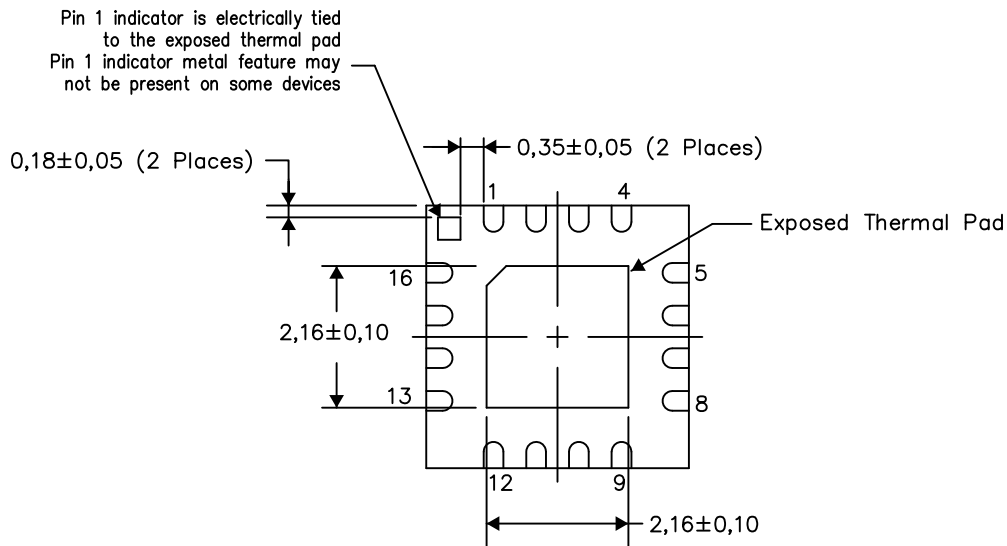 Pin 1 indicator is electrically tied
to the exposed thermal pad
Pin 1 indicator metal feature may
not be present on some devices
0,18±0,05 (2 Places)
0,35±0,05 (2 Places)
1
4
Exposed Thermal Pad
16
5
2,16±0,10
13
8
12
9
2,16±0,10